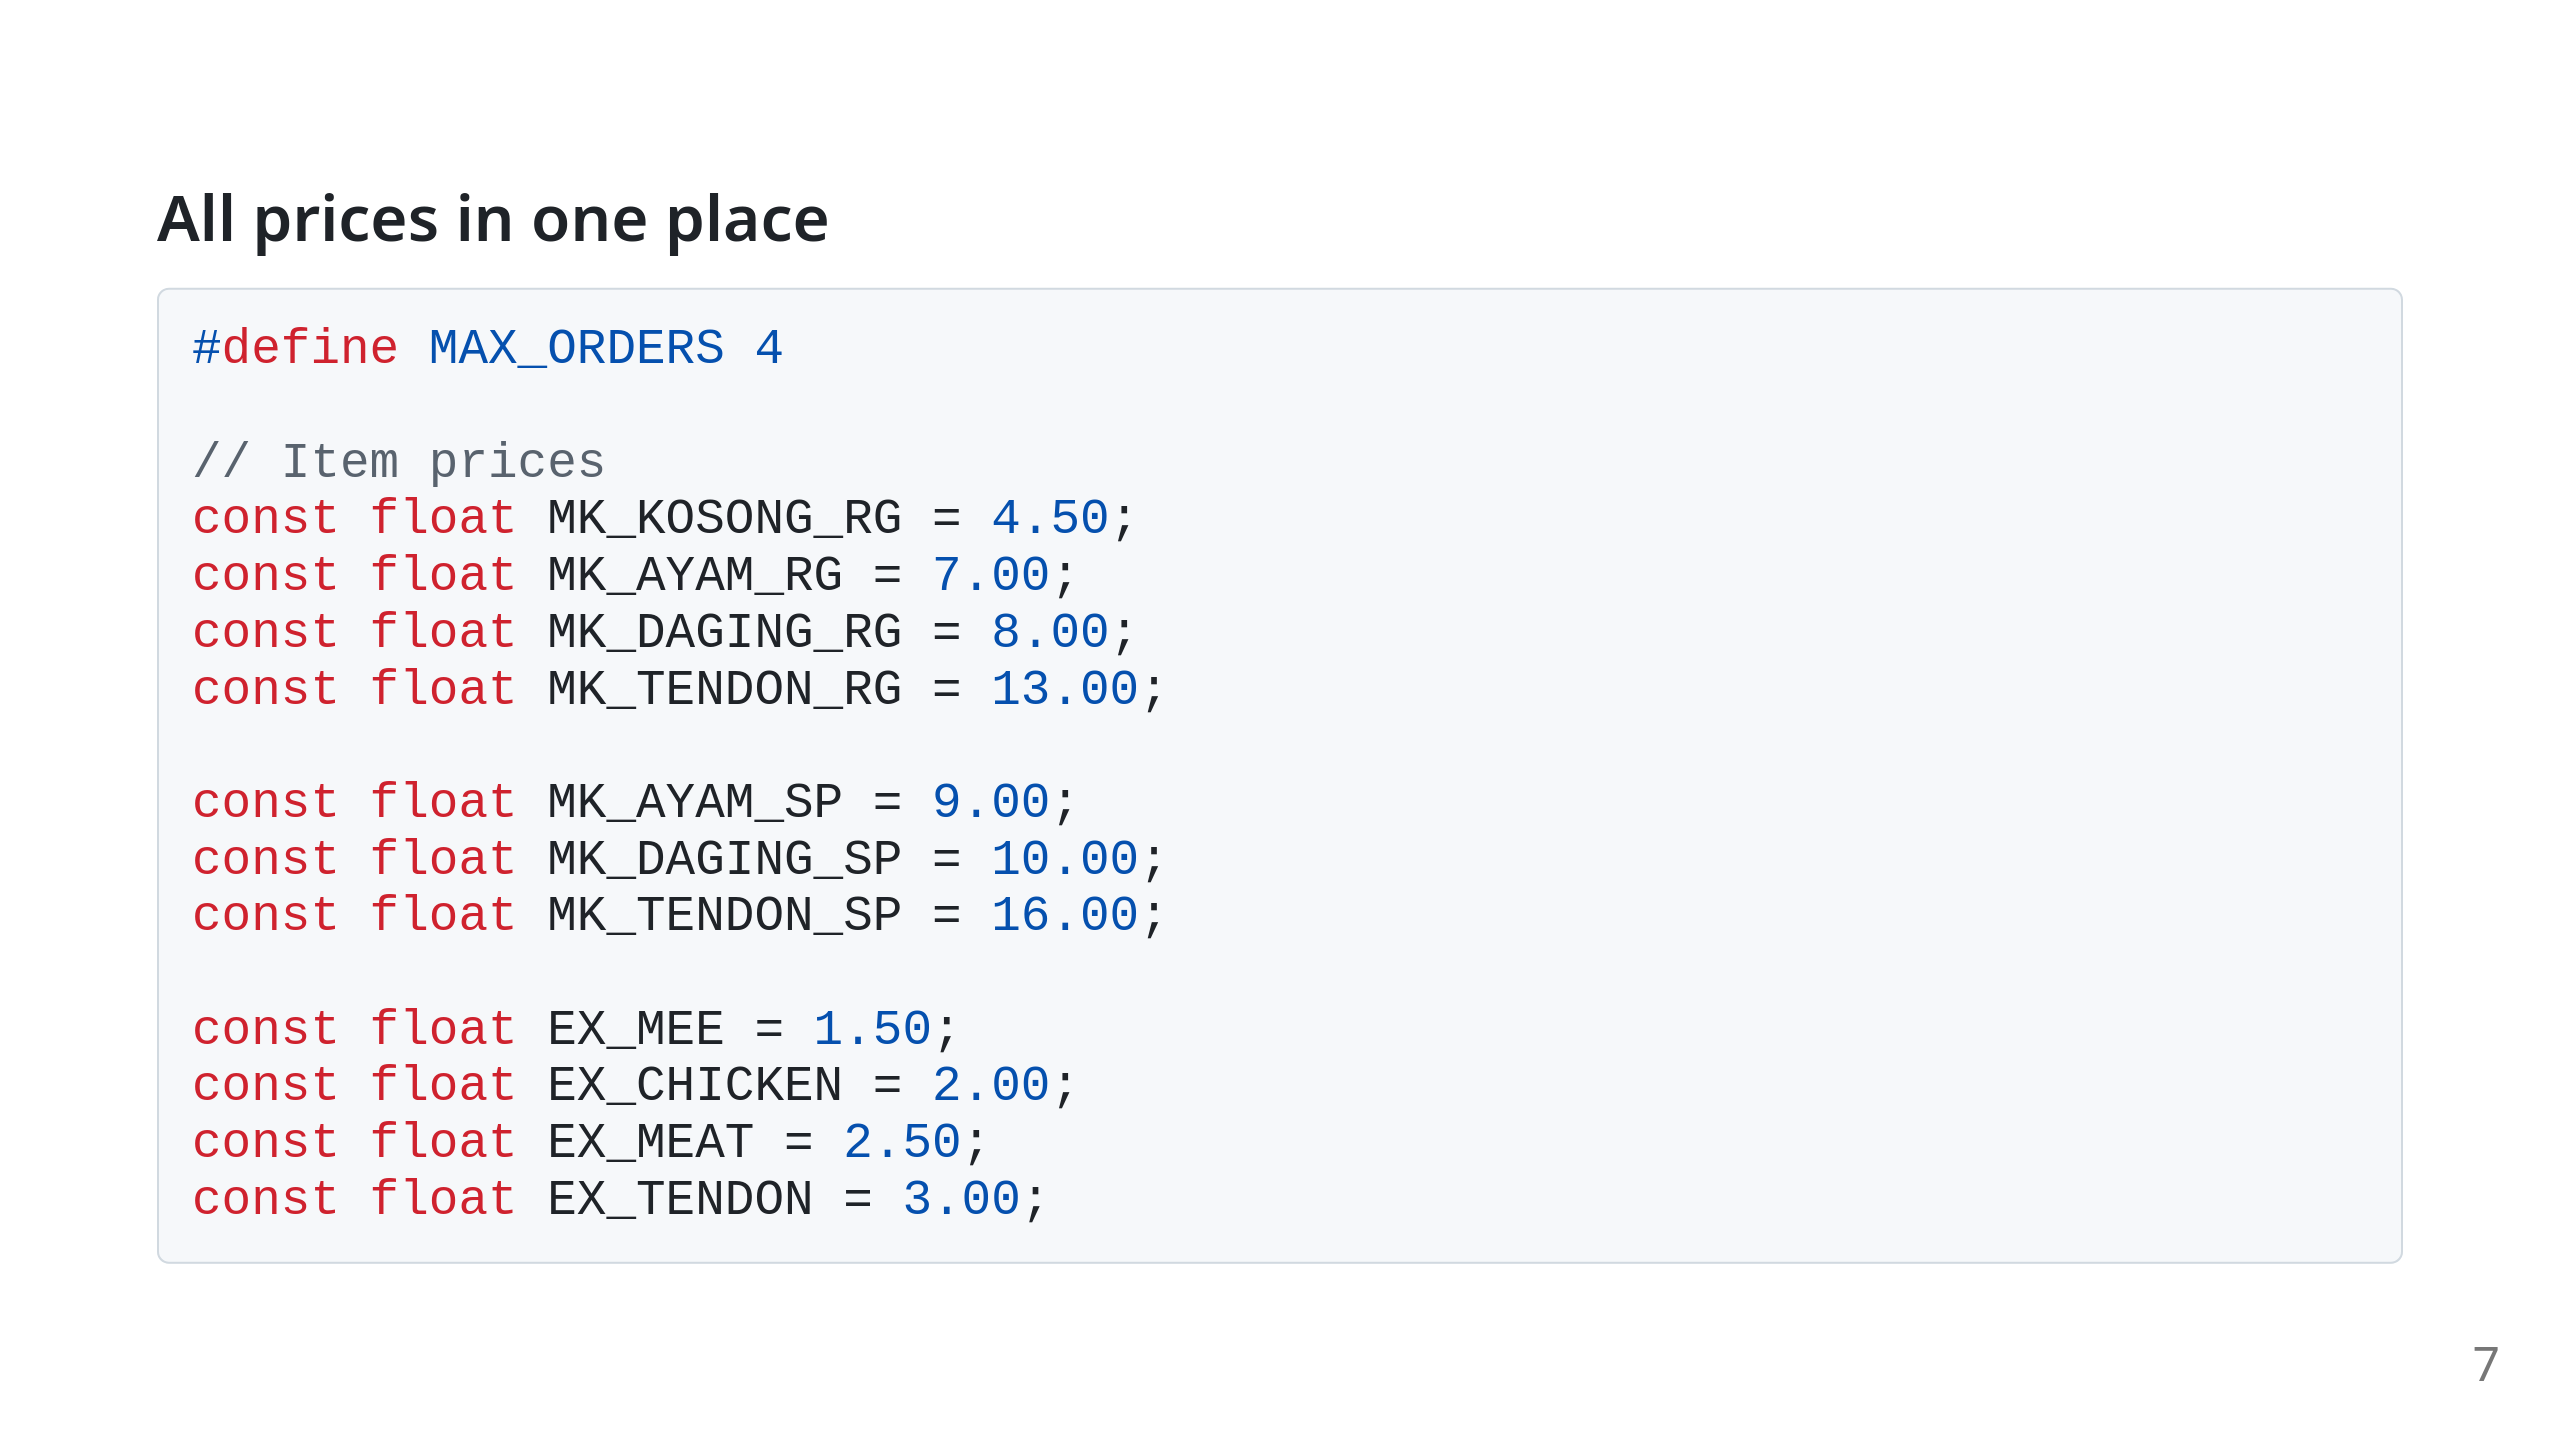 All prices in one place
#define MAX_ORDERS 4
// Item prices
const float MK_KOSONG_RG = 4.50;
const float MK_AYAM_RG = 7.00;
const float MK_DAGING_RG = 8.00;
const float MK_TENDON_RG = 13.00;
const float MK_AYAM_SP = 9.00;
const float MK_DAGING_SP = 10.00;
const float MK_TENDON_SP = 16.00;
const float EX_MEE = 1.50;
const float EX_CHICKEN = 2.00;
const float EX_MEAT = 2.50;
const float EX_TENDON = 3.00;
7